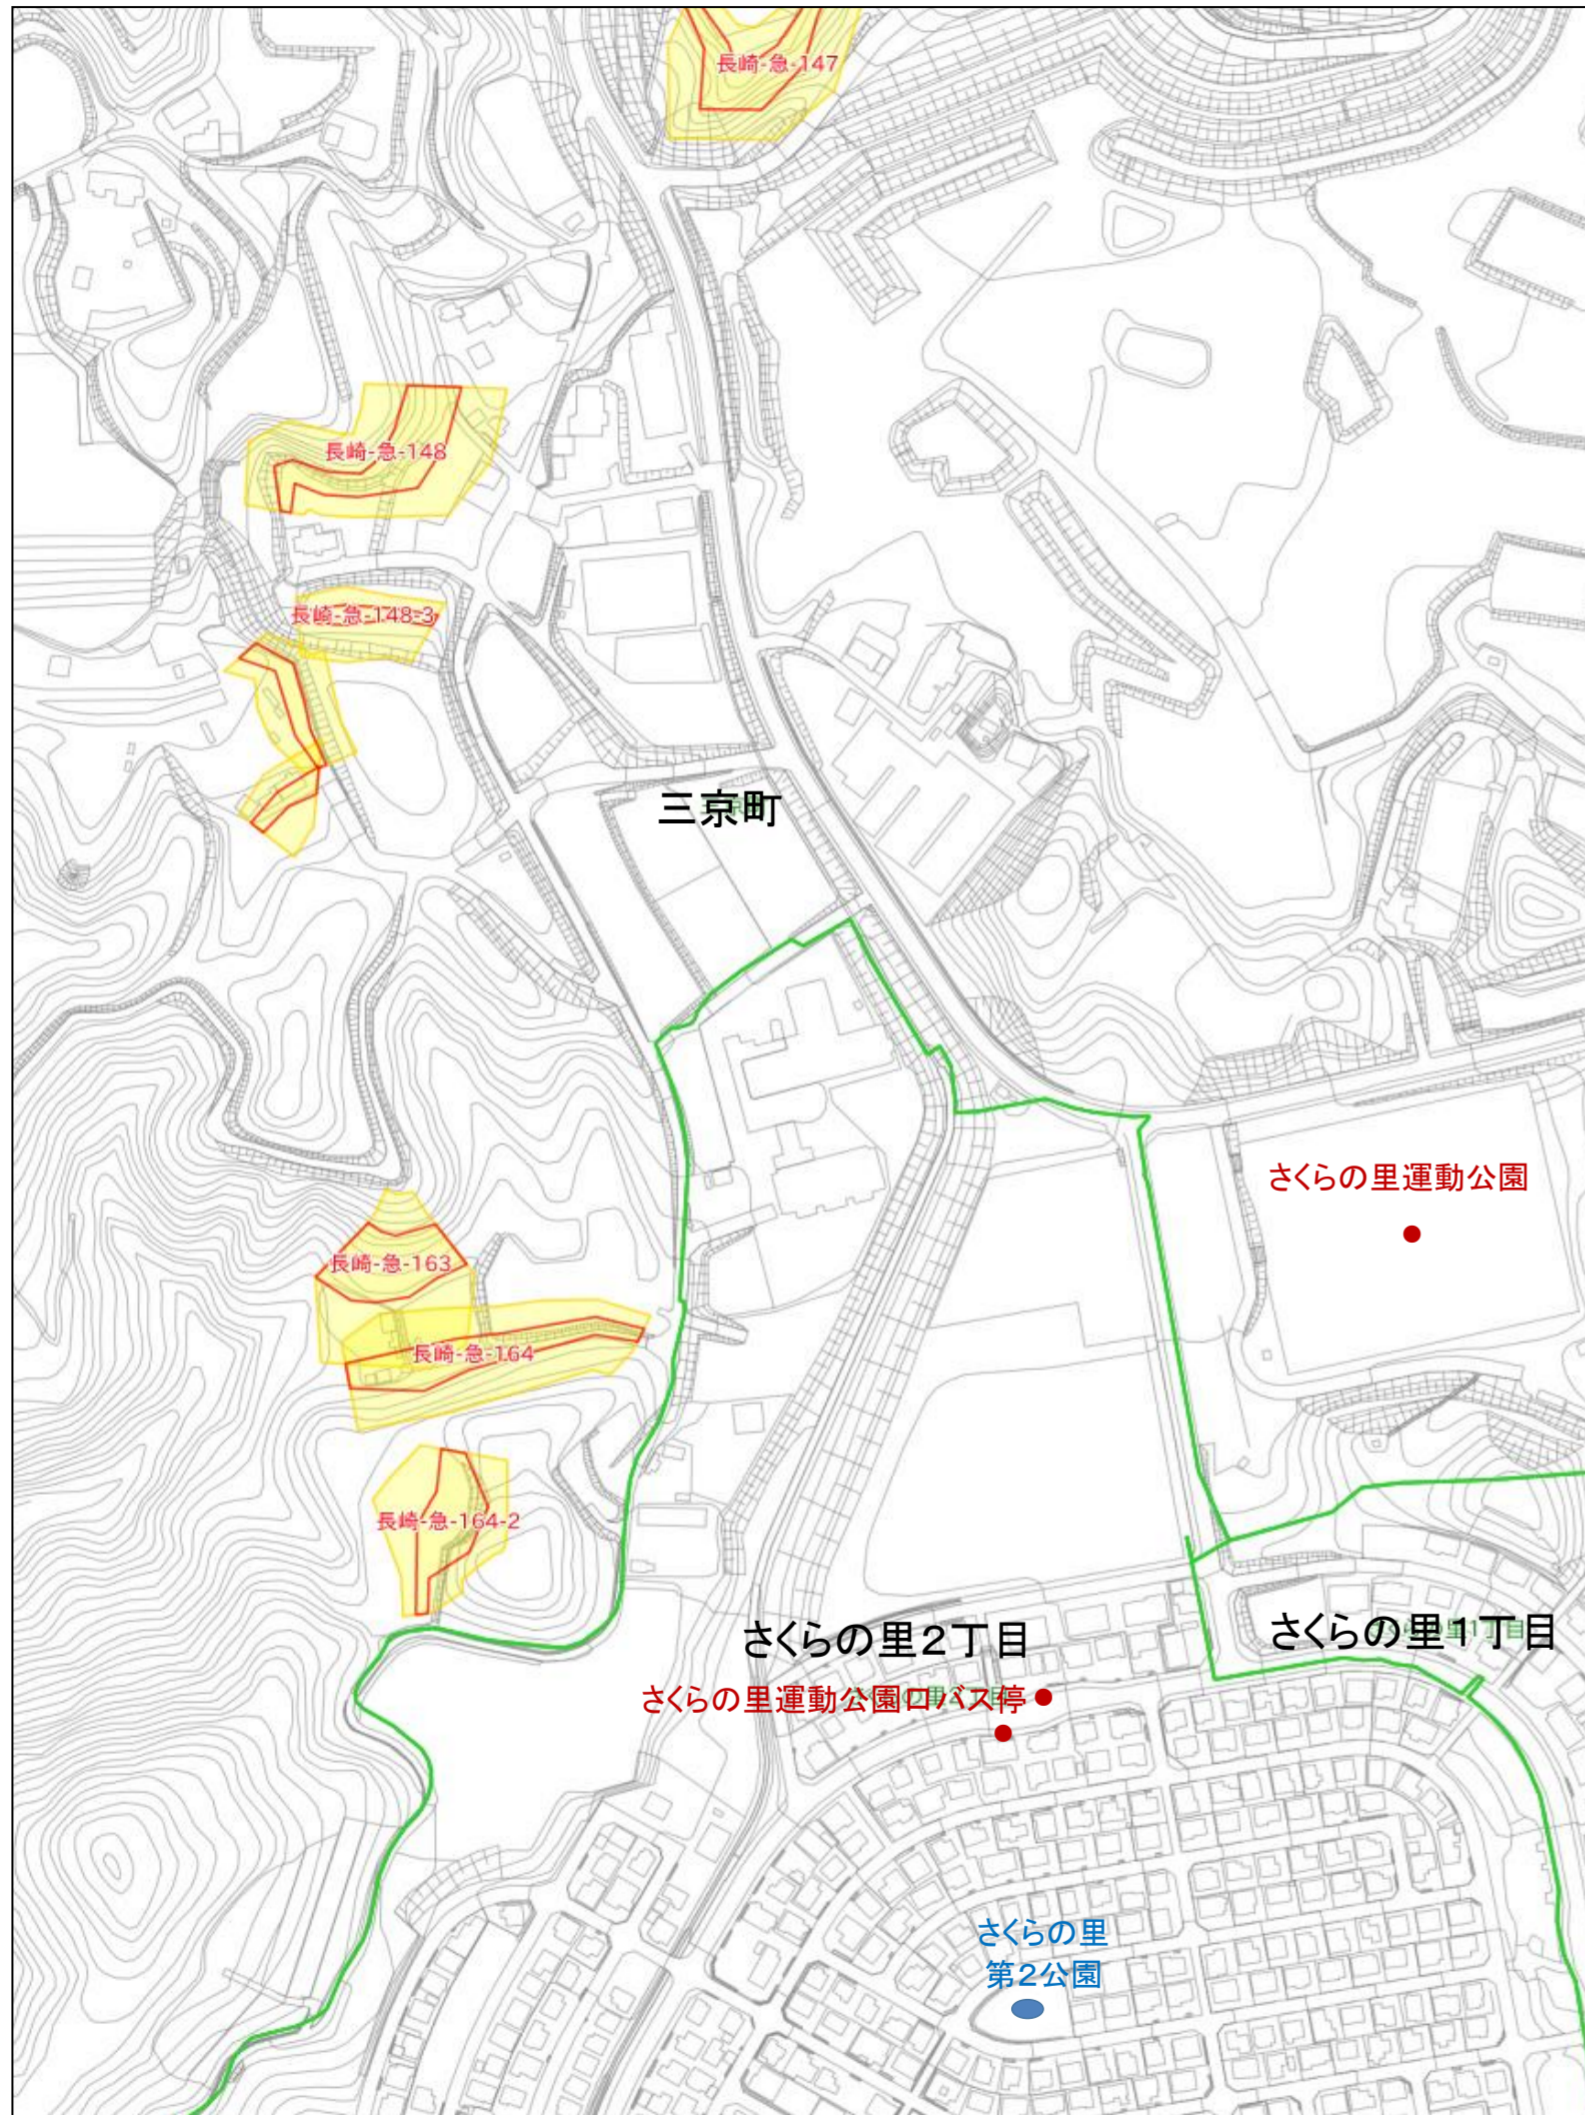 長崎-急-147
長崎-急-148
長崎-急-148-3
三京町
さくらの里運動公園
長崎-急-163
長崎-急-164
長崎-急-164-2
さくらの里2丁目
さくらの里1丁目
さくらの里運動公園口バス停
さくらの里
第2公園